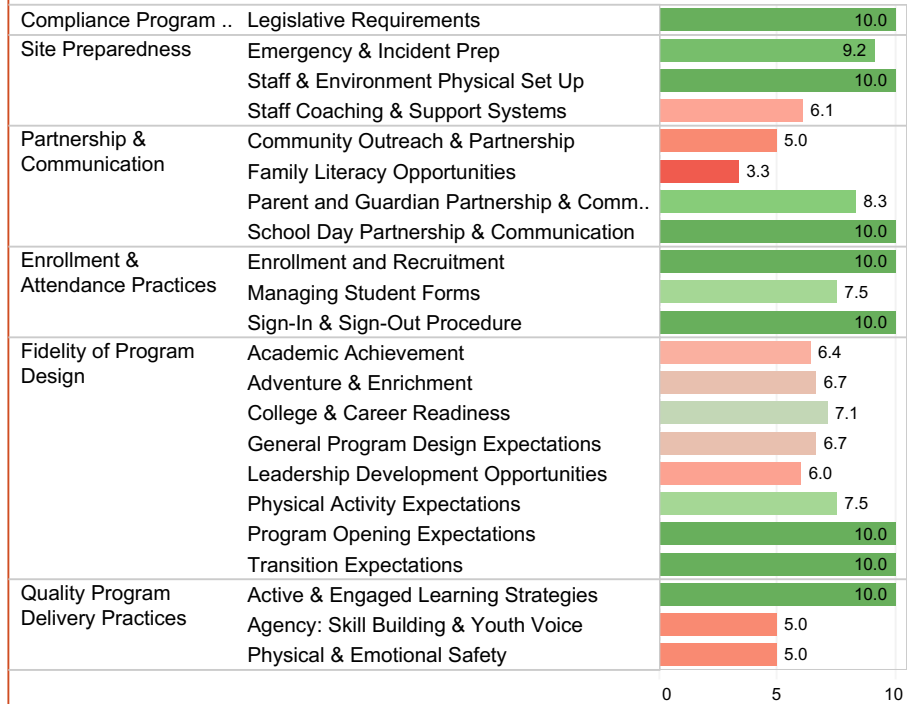 Compliance Program .. Legislative Requirements 10.0
Site Preparedness Emergency & Incident Prep 9.2
Staff & Environment Physical Set Up 10.0
Staff Coaching & Support Systems 6.1
Partnership & Communication Community Outreach & Partnership 5.0
Family Literacy Opportunities 3.3
Parent and Guardian Partnership & Comm.. 8.3
School Day Partnership & Communication 10.0
Enrollment & Attendance Practices Enrollment and Recruitment 10.0
Managing Student Forms 7.5
Sign-In & Sign-Out Procedure 10.0
Fidelity of Program Design Academic Achievement 6.4
Adventure & Enrichment 6.7
College & Career Readiness 7.1
General Program Design Expectations 6.7
Leadership Development Opportunities 6.0
Physical Activity Expectations 7.5
Program Opening Expectations 10.0
Transition Expectations 10.0
Quality Program Delivery Practices Active & Engaged Learning Strategies 10.0
Agency: Skill Building & Youth Voice 5.0
Physical & Emotional Safety 5.0
0 5 10